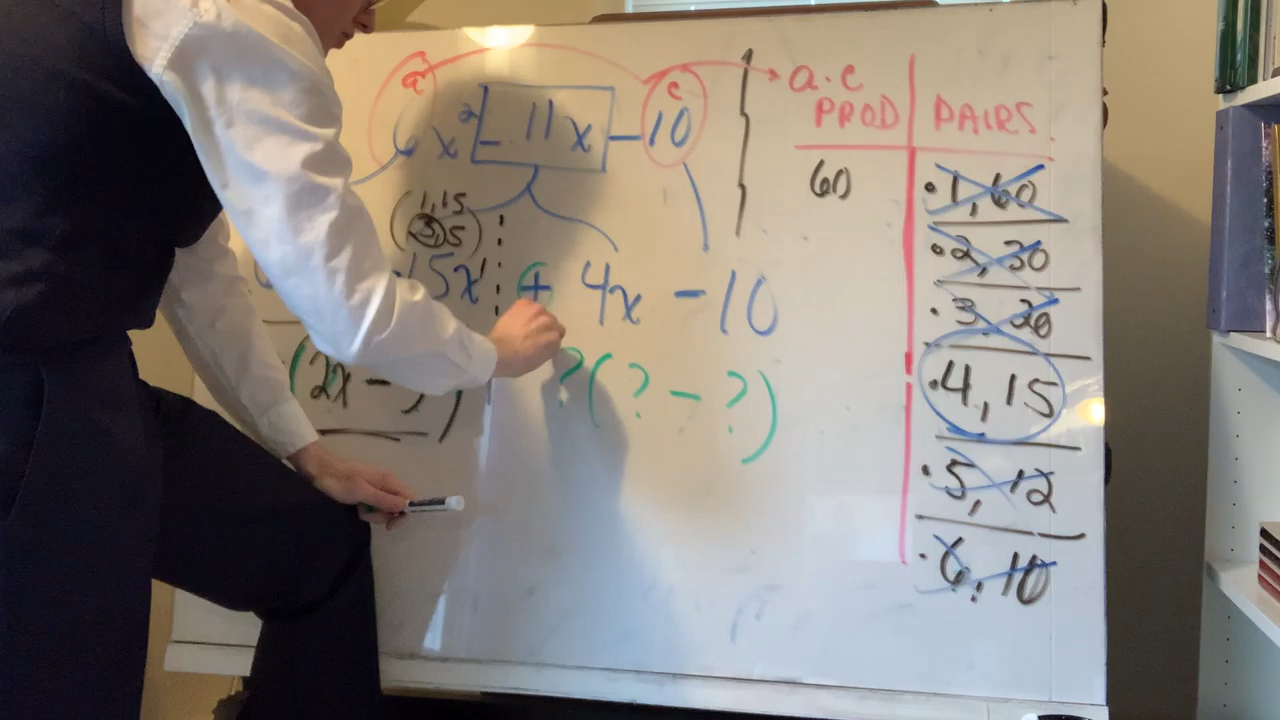 a c a·c
6x² - 11x - 10 PROD PAIRS
60 1, 60
(1,15
3,5) 2, 30
15x + 4x - 10 3, 20
(2x - ) ?(? - ?) 4, 15
5, 12
6, 10